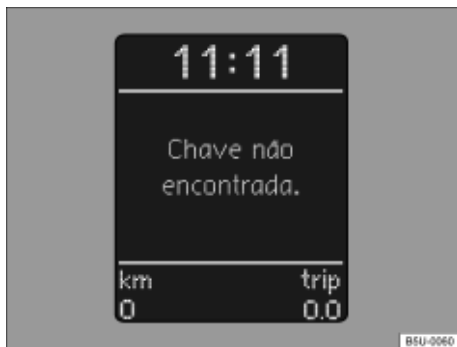 11:11
Chave não
encontrada.
km trip
0 0.0
B5U-0060